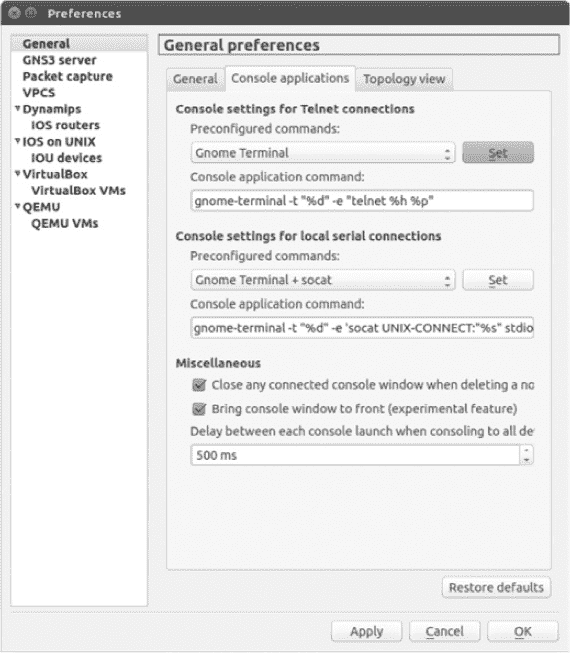 Preferences
General
GNS3 server
Packet capture
VPCS
Dynamips
IOS routers
IOS on UNIX
IOU devices
VirtualBox
VirtualBox VMs
QEMU
QEMU VMs
General preferences
General Console applications Topology view
Console settings for Telnet connections
Preconfigured commands:
Gnome Terminal Set
Console application command:
gnome-terminal -t "%d" -e "telnet %h %p"
Console settings for local serial connections
Preconfigured commands:
Gnome Terminal + socat Set
Console application command:
gnome-terminal -t "%d" -e 'socat UNIX-CONNECT:"%s" stdio
Miscellaneous
Close any connected console window when deleting a no
Bring console window to front (experimental feature)
Delay between each console launch when consoling to all de
500 ms
Restore defaults
Apply Cancel OK